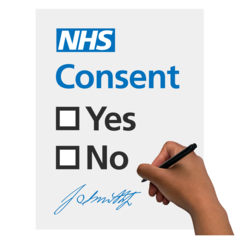 NHS
Consent
Yes
No